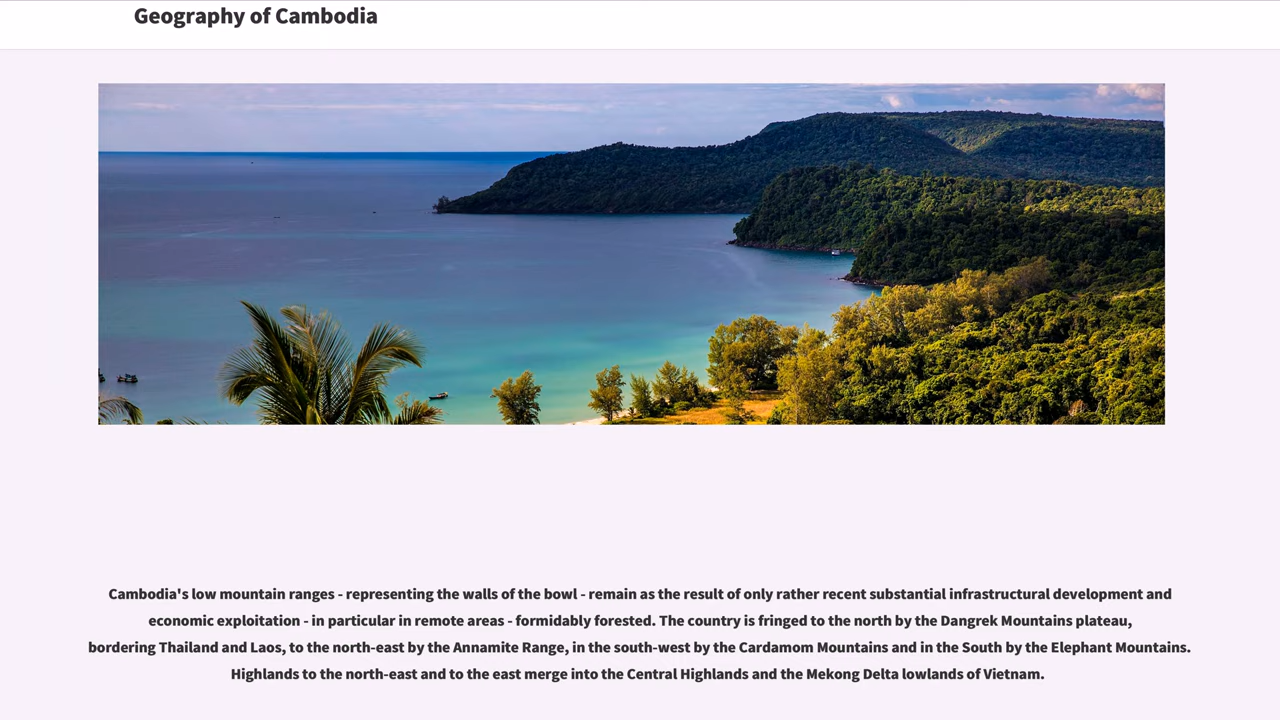 Geography of Cambodia
Cambodia's low mountain ranges - representing the walls of the bowl - remain as the result of only rather recent substantial infrastructural development and
economic exploitation - in particular in remote areas - formidably forested. The country is fringed to the north by the Dangrek Mountains plateau,
bordering Thailand and Laos, to the north-east by the Annamite Range, in the south-west by the Cardamom Mountains and in the South by the Elephant Mountains.
Highlands to the north-east and to the east merge into the Central Highlands and the Mekong Delta lowlands of Vietnam.